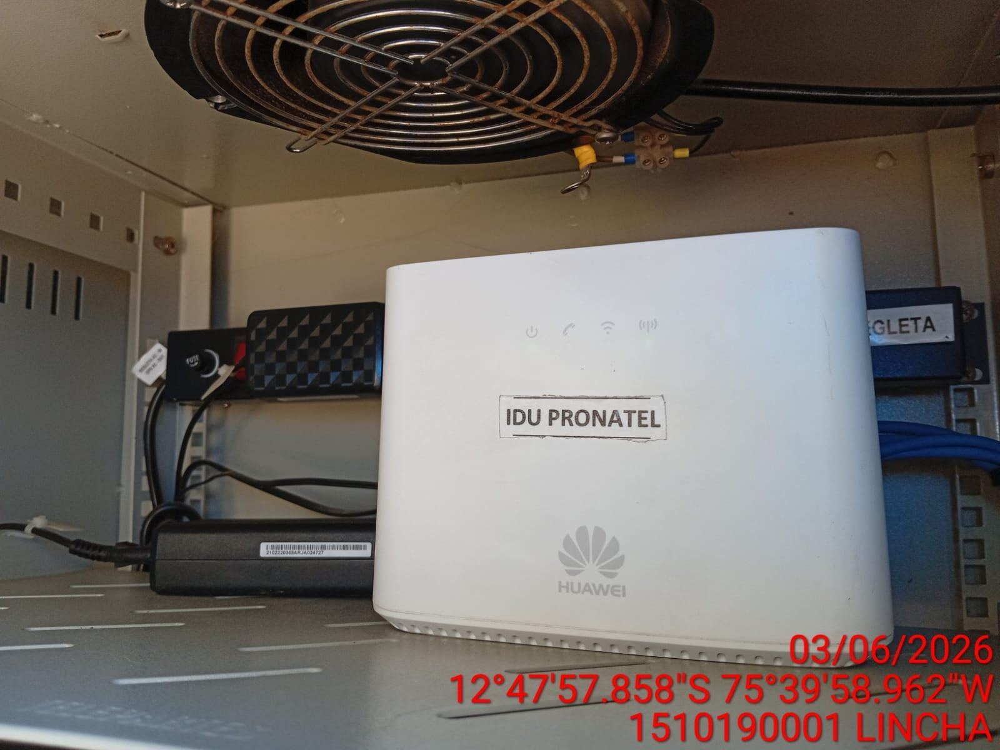 FUSE
EGLETA
IDU PRONATEL
2102220369ARJA024727
HUAWEI
03/06/2026
12°47'57.858"S 75°39'58.962"W
1510190001 LINCHA